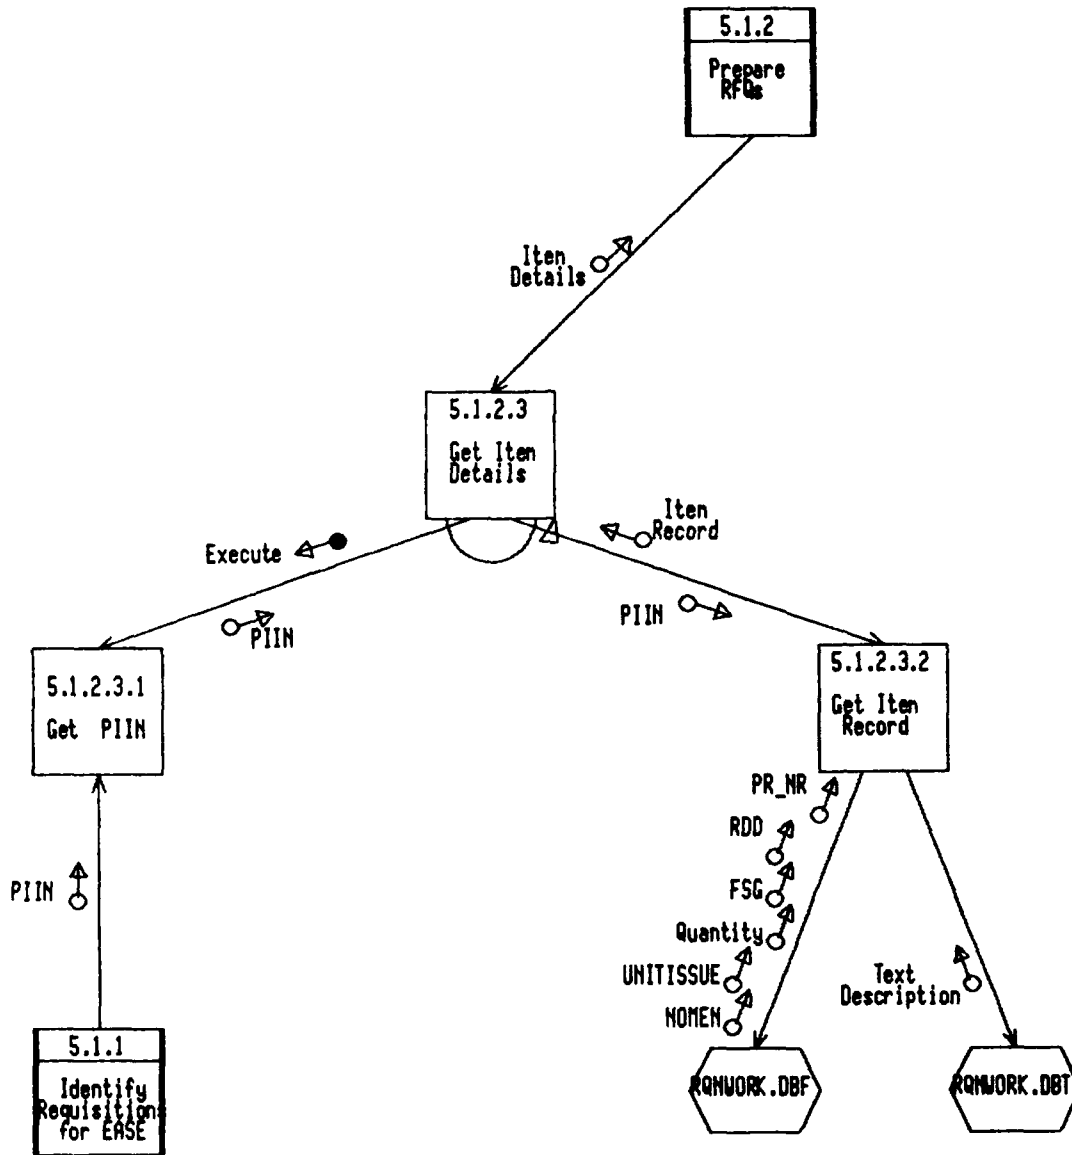 5.1.2
Prepare
RFQs
Iten
Details
5.1.2.3
Get Iten
Details
Execute
PIIN
Iten
Record
PIIN
5.1.2.3.1
Get PIIN
5.1.2.3.2
Get Iten
Record
PR_NR
RDD
FSG
Quantity
UNITISSUE
NOMEN
Text
Description
PIIN
5.1.1
Identify
Requisition
for EASE
RQNWORK.DBF
RQNWORK.DBT